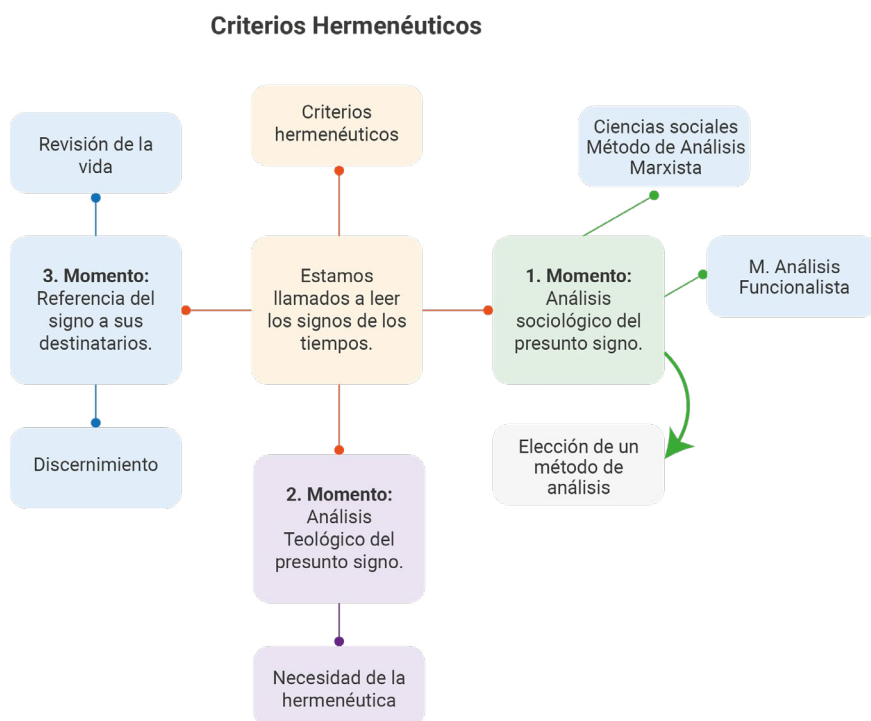 Criterios Hermenéuticos
Criterios
hermenéuticos
Revisión de la
vida
Ciencias sociales
Método de Análisis
Marxista
3. Momento:
Referencia del
signo a sus
destinatarios.
Estamos
llamados a leer
los signos de los
tiempos.
1. Momento:
Análisis
sociológico del
presunto signo.
M. Análisis
Funcionalista
Discernimiento
Elección de un
método de
análisis
2. Momento:
Análisis
Teológico del
presunto signo.
Necesidad de la
hermenéutica